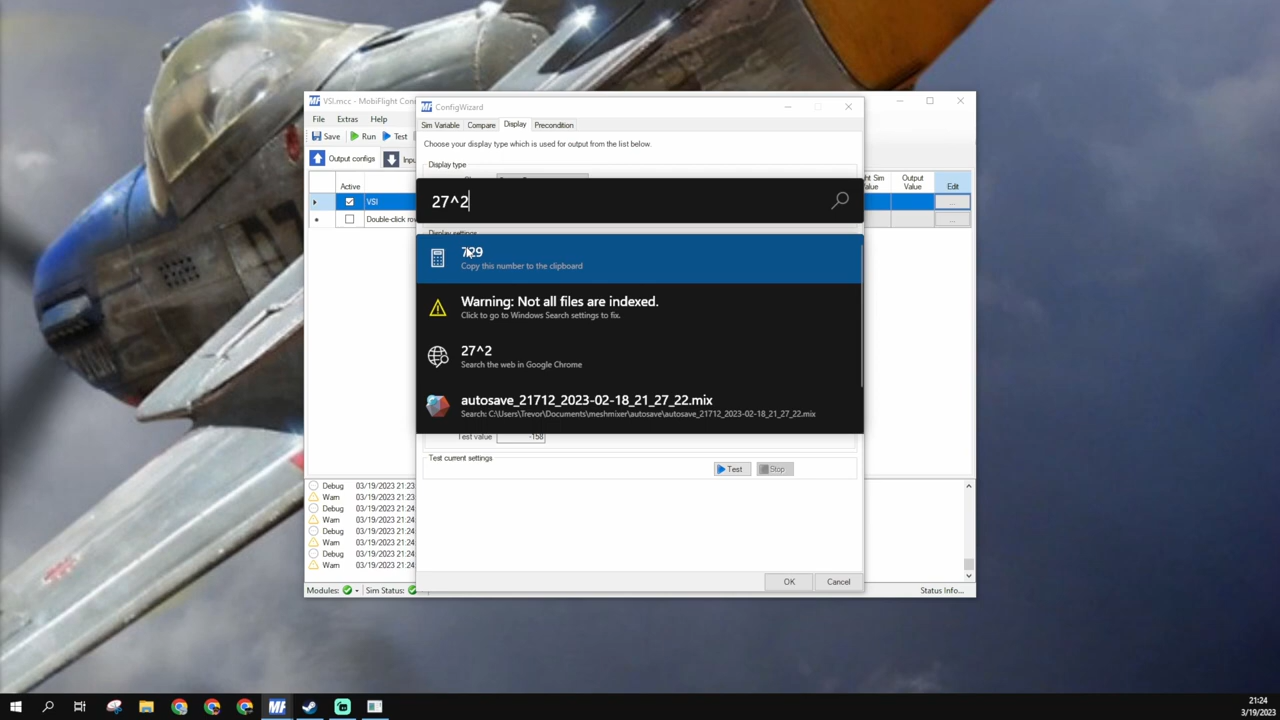 VSI.mcc - MobiFlight Con
File Extras Help
Save Run Test
Output configs Inpu
Active
VSI
Double-click row
ht Sim
Value
Output
Value
Edit
...
...
ConfigWizard
Sim Variable Compare Display Precondition
Choose your display type which is used for output from the list below.
Display type
27^2
Display settings
729
Copy this number to the clipboard
Warning: Not all files are indexed.
Click to go to Windows Search settings to fix.
27^2
Search the web in Google Chrome
autosave_21712_2023-02-18_21_27_22.mix
Search: C:\Users\Trevor\Documents\meshmixer\autosave\autosave_21712_2023-02-18_21_27_22.mix
Test value -158
Test current settings
Test Stop
OK Cancel
Debug 03/19/2023 21:23
Warn 03/19/2023 21:23
Debug 03/19/2023 21:24
Warn 03/19/2023 21:24
Debug 03/19/2023 21:24
Warn 03/19/2023 21:24
Debug 03/19/2023 21:24
Warn 03/19/2023 21:24
Modules: Sim Status: Status Info...
MF
21:24
3/19/2023